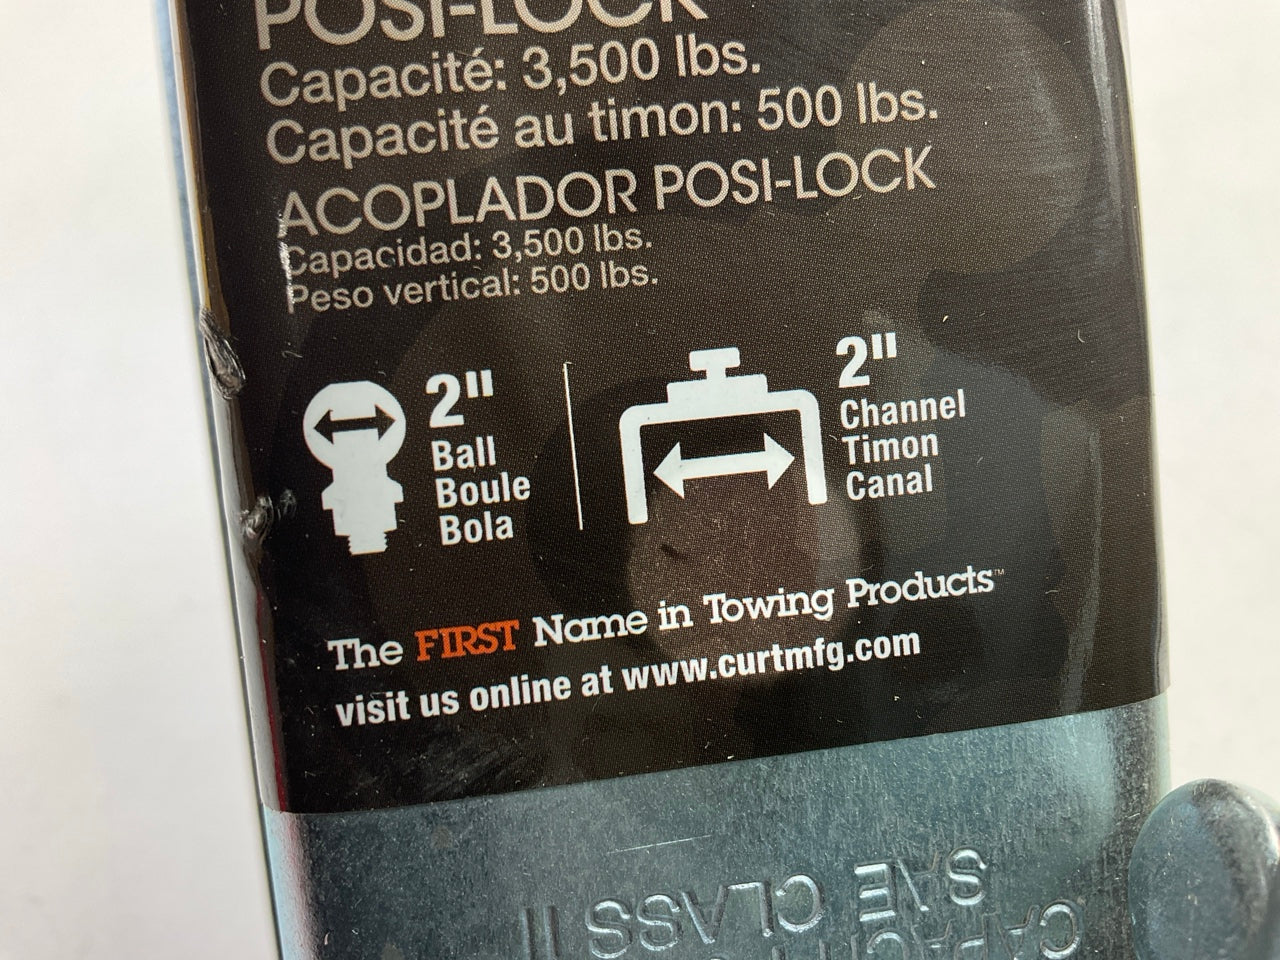 POSI-LOCK
Capacité: 3,500 lbs.
Capacité au timon: 500 lbs.
ACOPLADOR POSI-LOCK
Capacidad: 3,500 lbs.
Peso vertical: 500 lbs.
2"
Ball
Boule
Bola
2"
Channel
Timon
Canal
The FIRST Name in Towing Products™
visit us online at www.curtmfg.com
SAE CLASS II